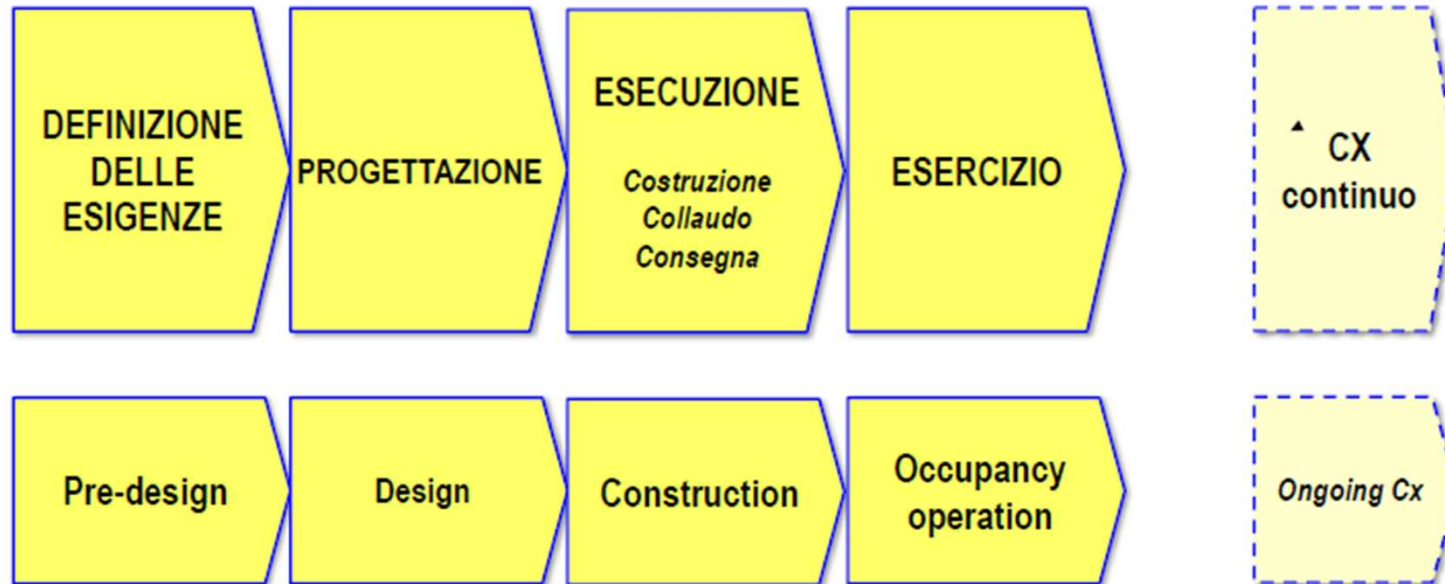 DEFINIZIONE
DELLE
ESIGENZE
PROGETTAZIONE
ESECUZIONE
Costruzione
Collaudo
Consegna
ESERCIZIO
CX
continuo
Pre-design
Design
Construction
Occupancy
operation
Ongoing Cx